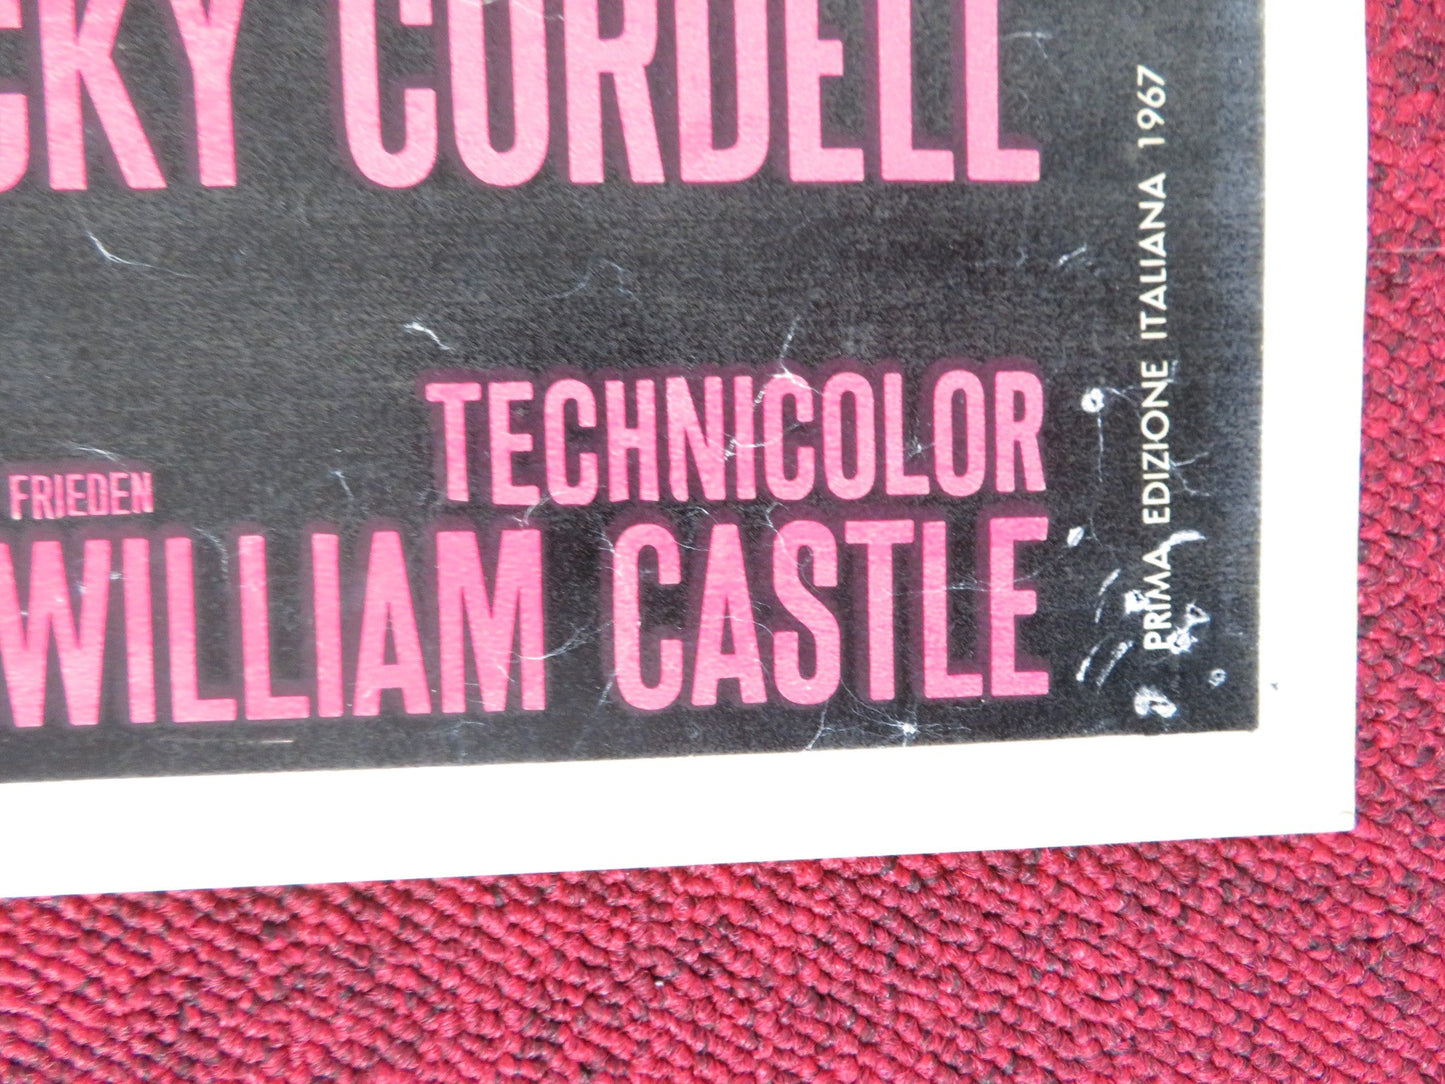 CKY CORDELL
TECHNICOLOR
FRIEDEN
WILLIAM CASTLE
PRIMA EDIZIONE ITALIANA 1967